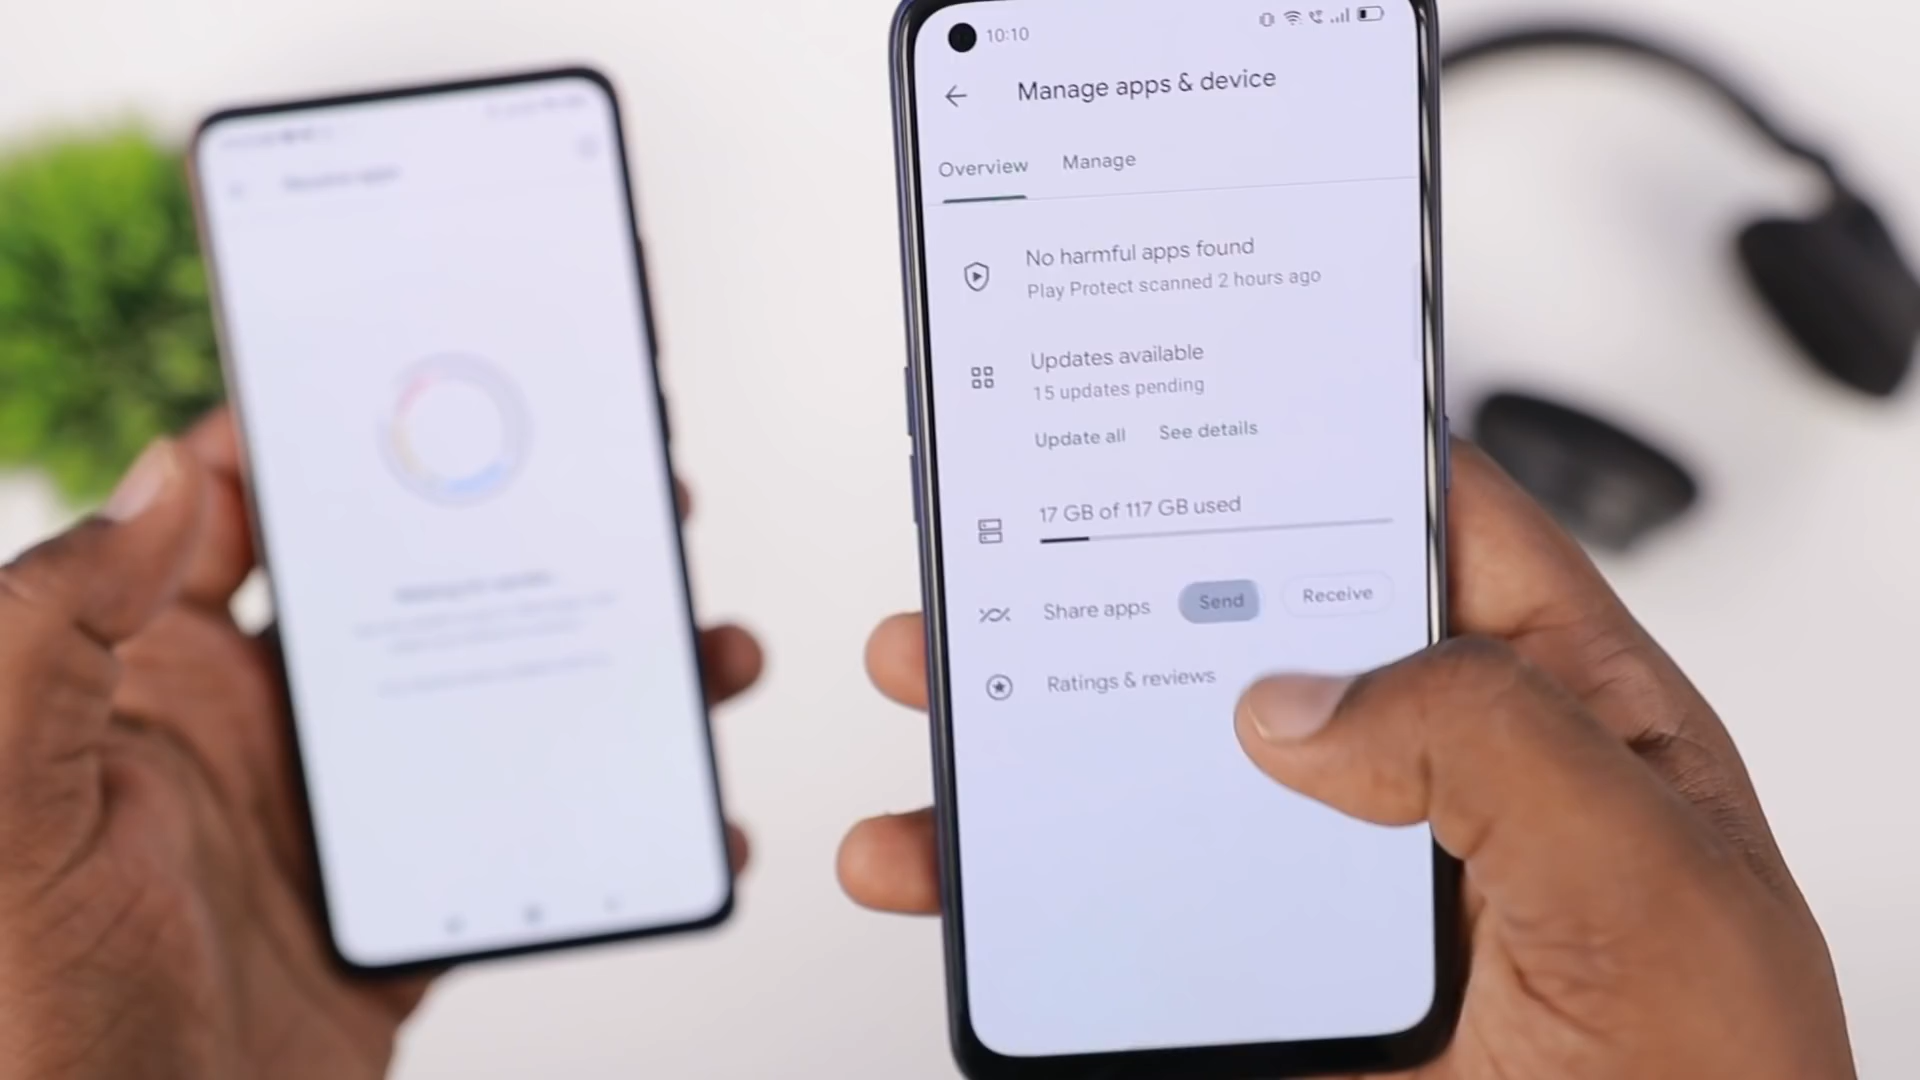 10:10
Manage apps & device
Overview Manage
No harmful apps found
Play Protect scanned 2 hours ago
Updates available
15 updates pending
Update all See details
17 GB of 117 GB used
Share apps Send Receive
Ratings & reviews